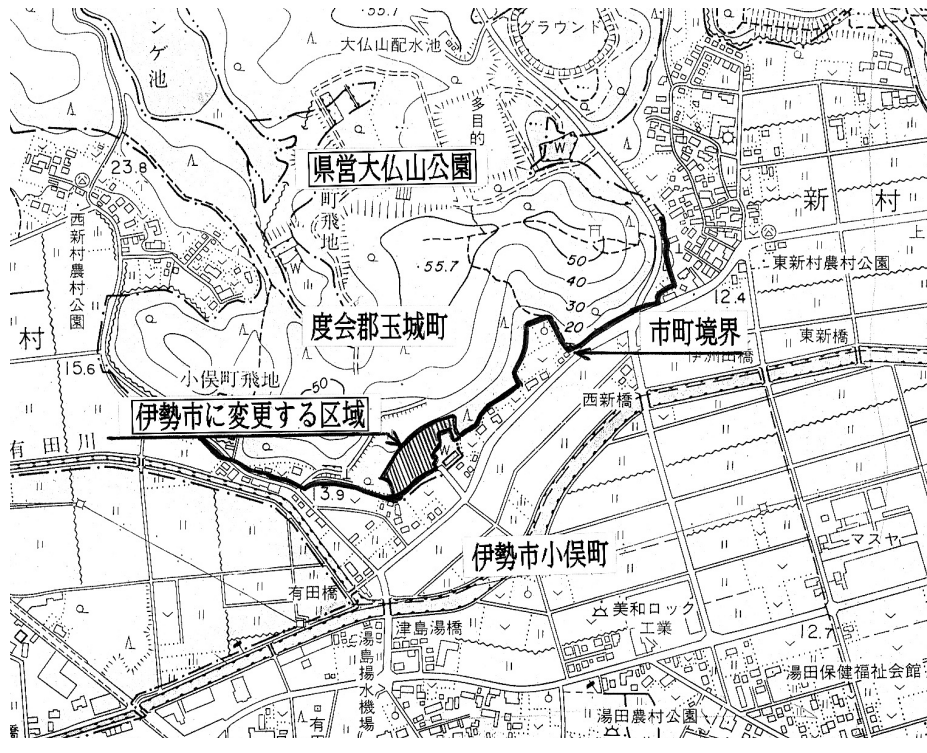 55.7
大仏山配水池
グラウンド
ンゲ池
多目的
県営大仏山公園
町飛地
23.8
西新村農村公園
新村
上
東新村農村公園
55.7
50
40
30
20
12.4
度会郡玉城町
市町境界
東新橋
伊洲田橋
村
15.6
小俣町飛地
50
西新橋
伊勢市に変更する区域
有田川
W
W
W
13.9
伊勢市小俣町
マスヤ
有田橋
美和ロック
工業
津島湯橋
12.7
湯島揚水機場
湯田保健福祉会館
湯田農村公園
有
橋